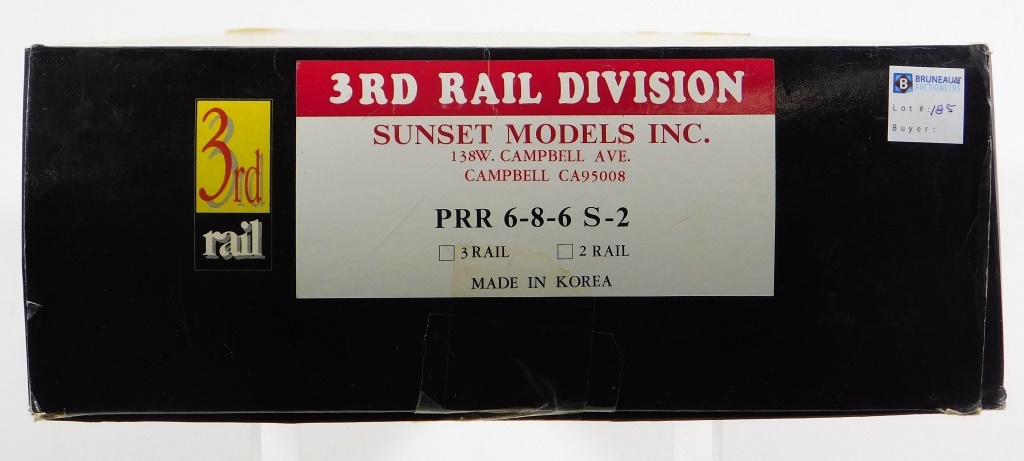 3rd
rail
3RD RAIL DIVISION
SUNSET MODELS INC.
138W. CAMPBELL AVE.
CAMPBELL CA95008
PRR 6-8-6 S-2
3 RAIL 2 RAIL
MADE IN KOREA
B BRUNEAU&
AUCTIONEERS
Lot #: 185
Buyer: